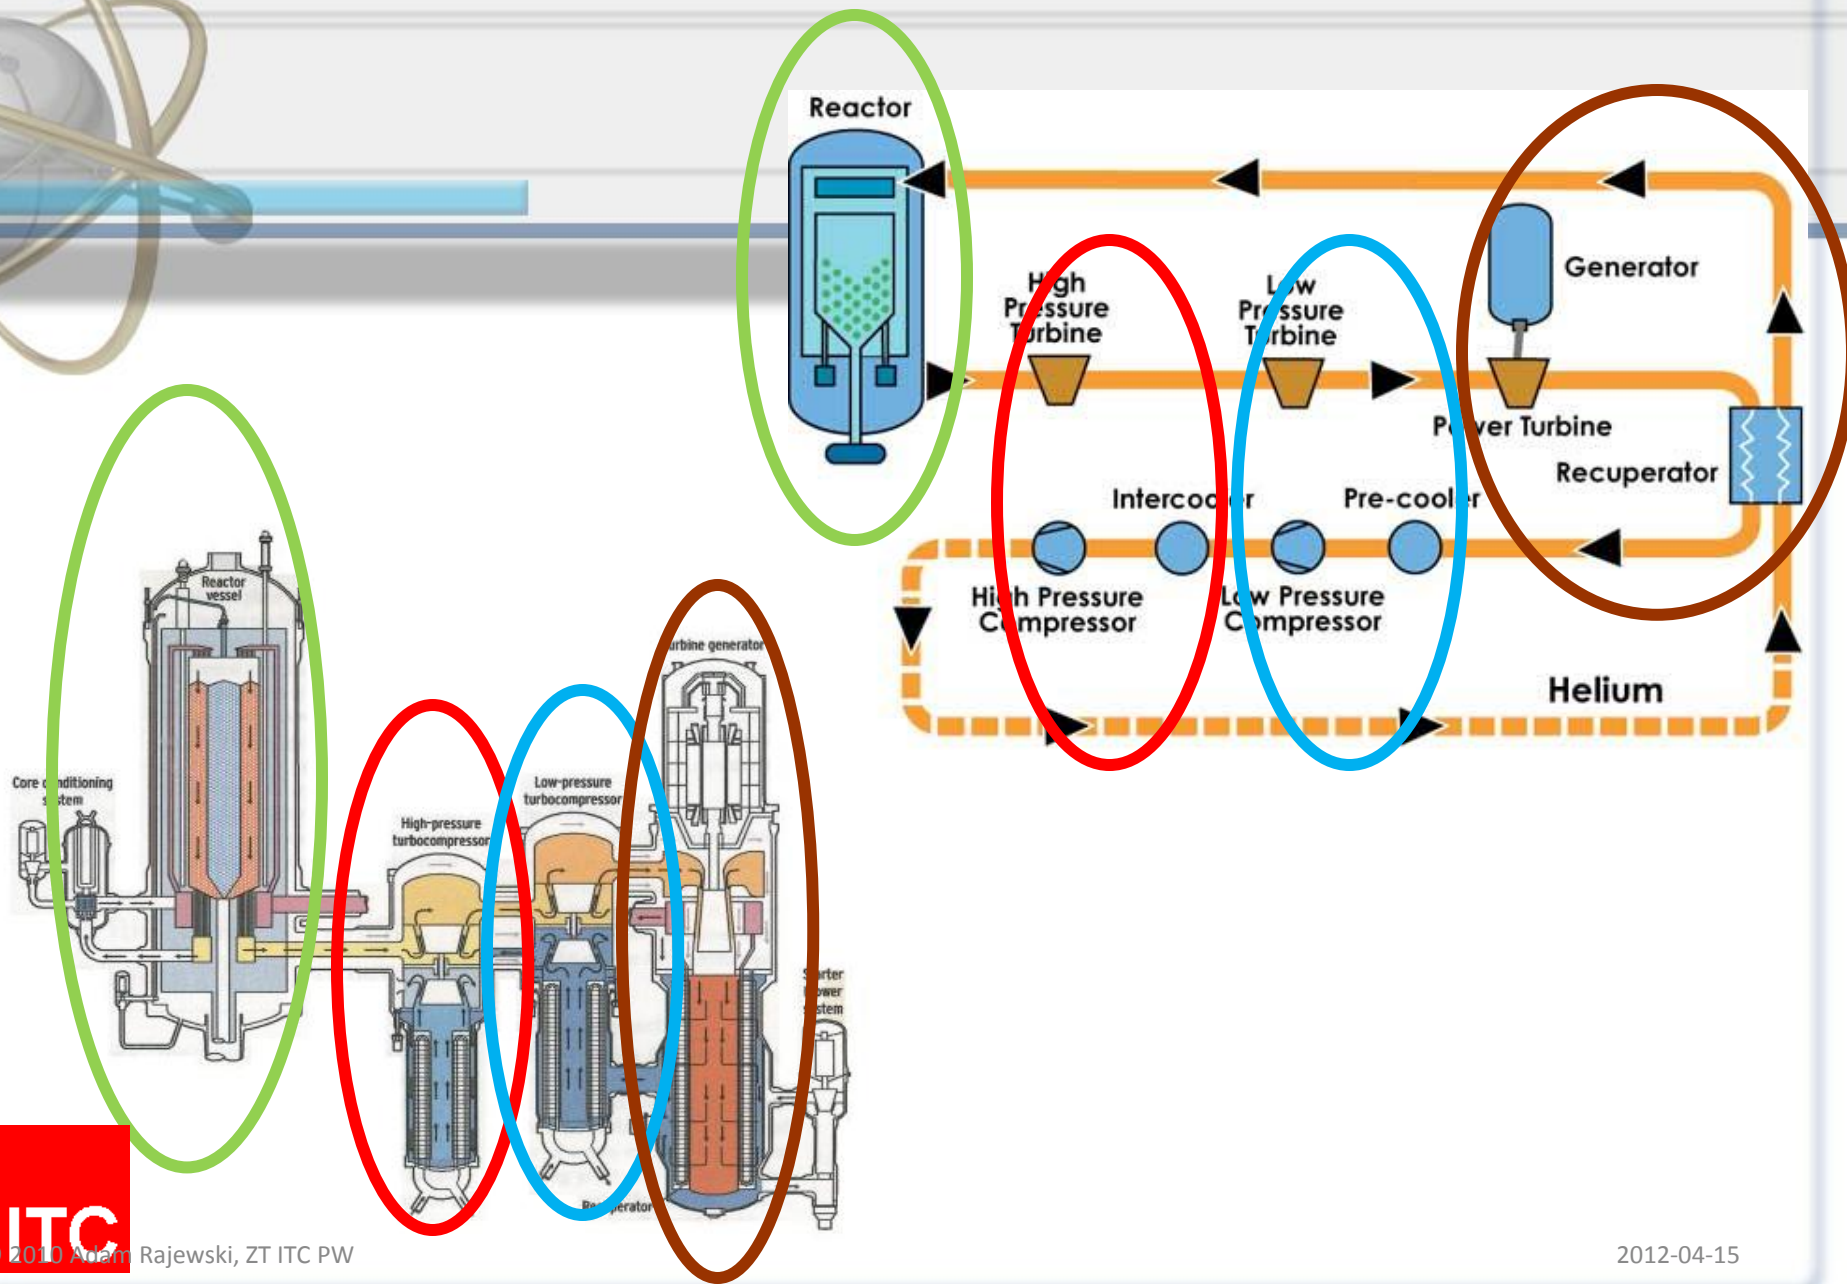 Reactor
High
Pressure
Turbine
Low
Pressure
Turbine
Generator
Power Turbine
Recuperator
Intercooler
Pre-cooler
High Pressure
Compressor
Low Pressure
Compressor
Helium
Reactor
vessel
Core conditioning
system
High-pressure
turbocompressor
Low-pressure
turbocompressor
Turbine generator
Starter
blower
system
Recuperator
ITC
© 2010 Adam Rajewski, ZT ITC PW
2012-04-15